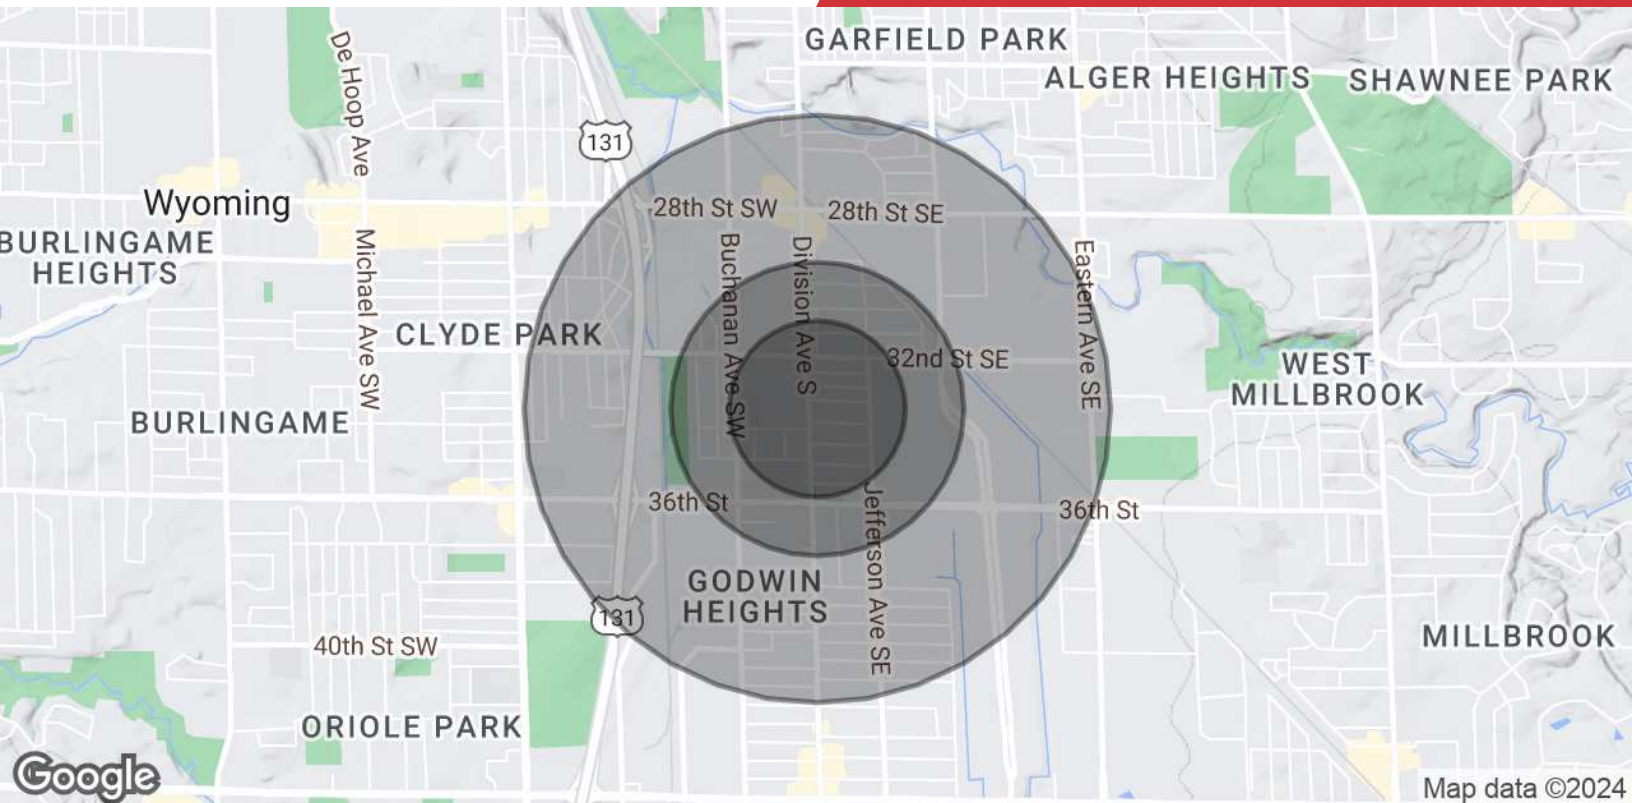 GARFIELD PARK
De Hoop Ave
ALGER HEIGHTS
SHAWNEE PARK
131
Wyoming
28th St SW
28th St SE
BURLINGAME
HEIGHTS
Michael Ave SW
Buchanan Ave SW
Division Ave S
Eastern Ave SE
CLYDE PARK
32nd St SE
WEST
MILLBROOK
BURLINGAME
36th St
Jefferson Ave SE
36th St
GODWIN
HEIGHTS
131
40th St SW
MILLBROOK
ORIOLE PARK
Google
Map data ©2024